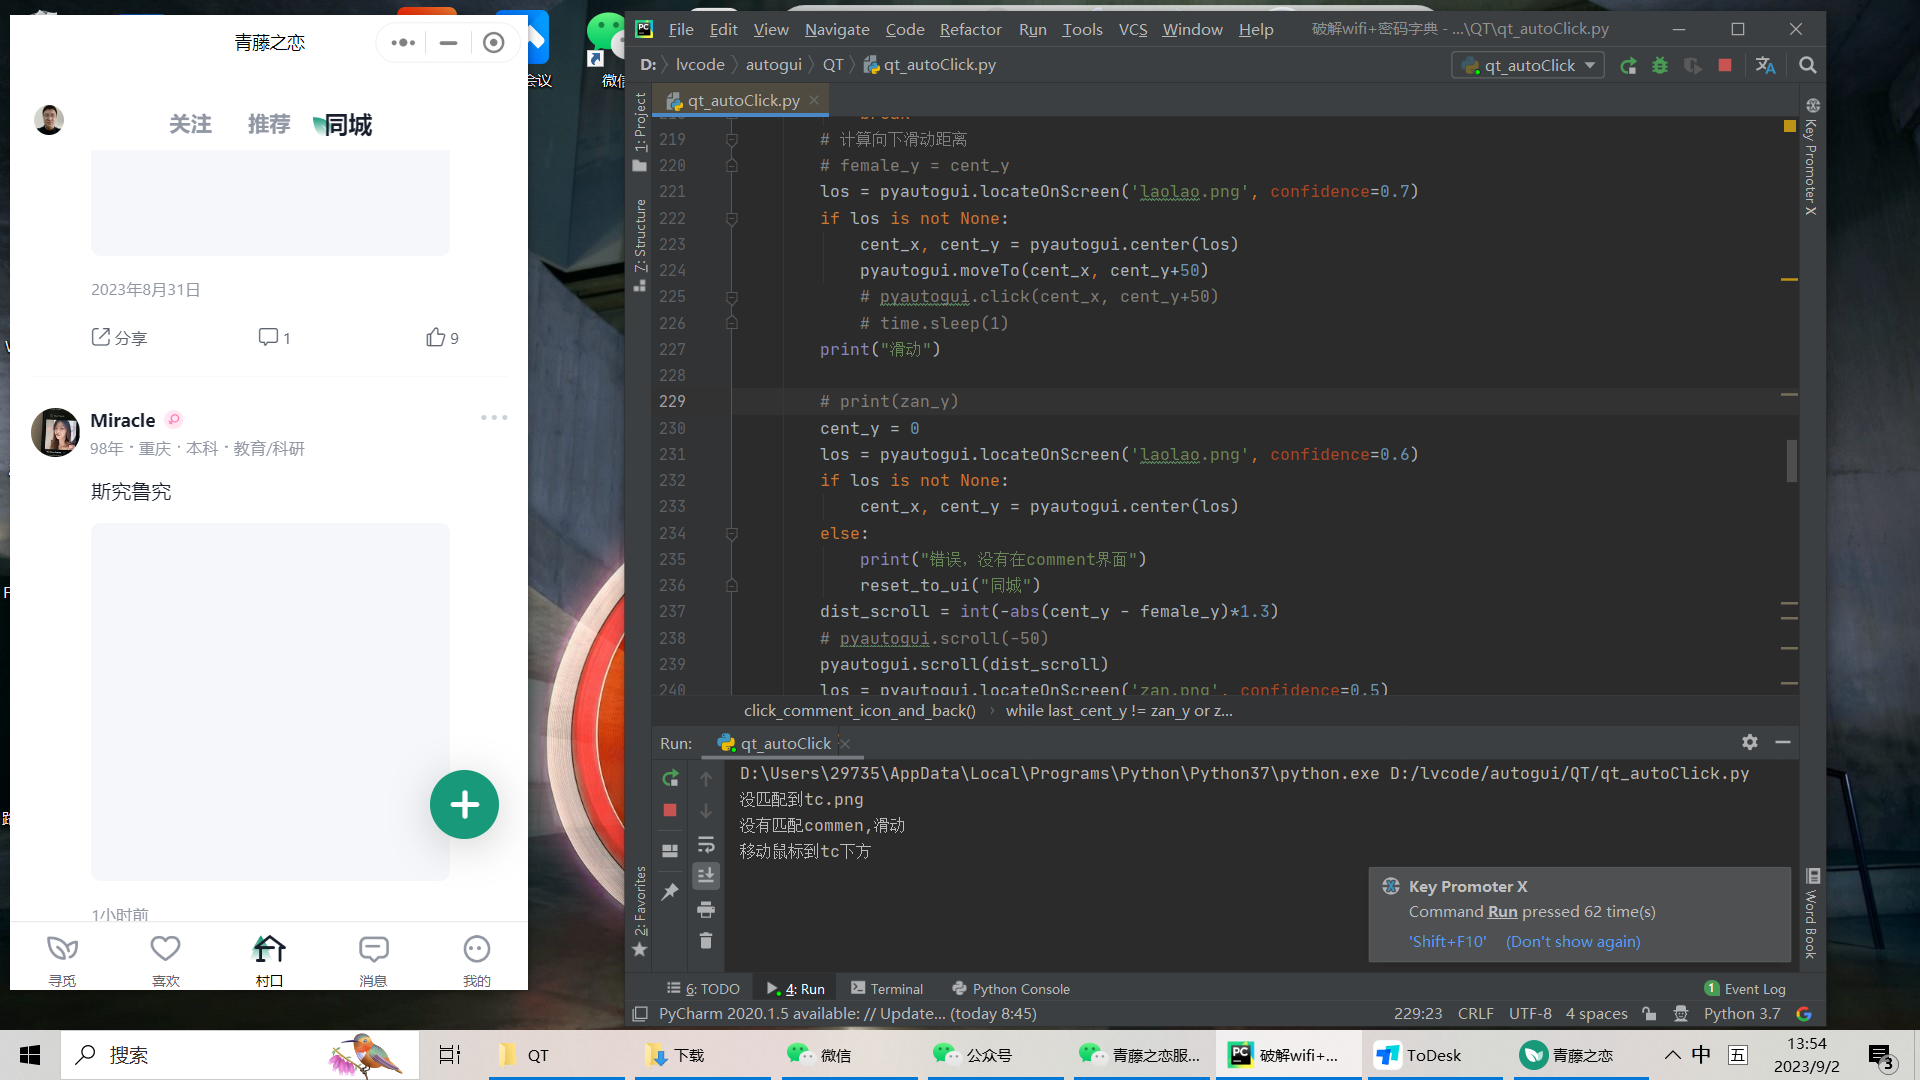 青藤之恋
关注 推荐 同城
2023年8月31日
分享 1 9
Miracle
98年·重庆·本科·教育/科研
斯究鲁究
1小时前
寻觅 喜欢 村口 消息 我的
会议
File Edit View Navigate Code Refactor Run Tools VCS Window Help 破解wifi+密码字典 - ...\QT\qt_autoClick.py
D: lvcode autogui QT qt_autoClick.py qt_autoClick
qt_autoClick.py
1: Project
7: Structure
2: Favorites
Key Promoter X
Word Book
219 # 计算向下滑动距离
220 # female_y = cent_y
221 los = pyautogui.locateOnScreen('laolao.png', confidence=0.7)
222 if los is not None:
223 cent_x, cent_y = pyautogui.center(los)
224 pyautogui.moveTo(cent_x, cent_y+50)
225 # pyautogui.click(cent_x, cent_y+50)
226 # time.sleep(1)
227 print("滑动")
228
229 # print(zan_y)
230 cent_y = 0
231 los = pyautogui.locateOnScreen('laolao.png', confidence=0.6)
232 if los is not None:
233 cent_x, cent_y = pyautogui.center(los)
234 else:
235 print("错误，没有在comment界面")
236 reset_to_ui("同城")
237 dist_scroll = int(-abs(cent_y - female_y)*1.3)
238 # pyautogui.scroll(-50)
239 pyautogui.scroll(dist_scroll)
240 los = pyautogui.locateOnScreen('zan.png', confidence=0.5)
click_comment_icon_and_back() › while last_cent_y != zan_y or z...
Run: qt_autoClick
D:\Users\29735\AppData\Local\Programs\Python\Python37\python.exe D:/lvcode/autogui/QT/qt_autoClick.py
没匹配到tc.png
没有匹配commen,滑动
移动鼠标到tc下方
Key Promoter X
Command Run pressed 62 time(s)
'Shift+F10' (Don't show again)
6: TODO 4: Run Terminal Python Console 1 Event Log
PyCharm 2020.1.5 available: // Update... (today 8:45) 229:23 CRLF UTF-8 4 spaces Python 3.7
搜索 QT 下载 微信 公众号 青藤之恋服... 破解wifi+... ToDesk 青藤之恋 中 五 13:54
2023/9/2 3